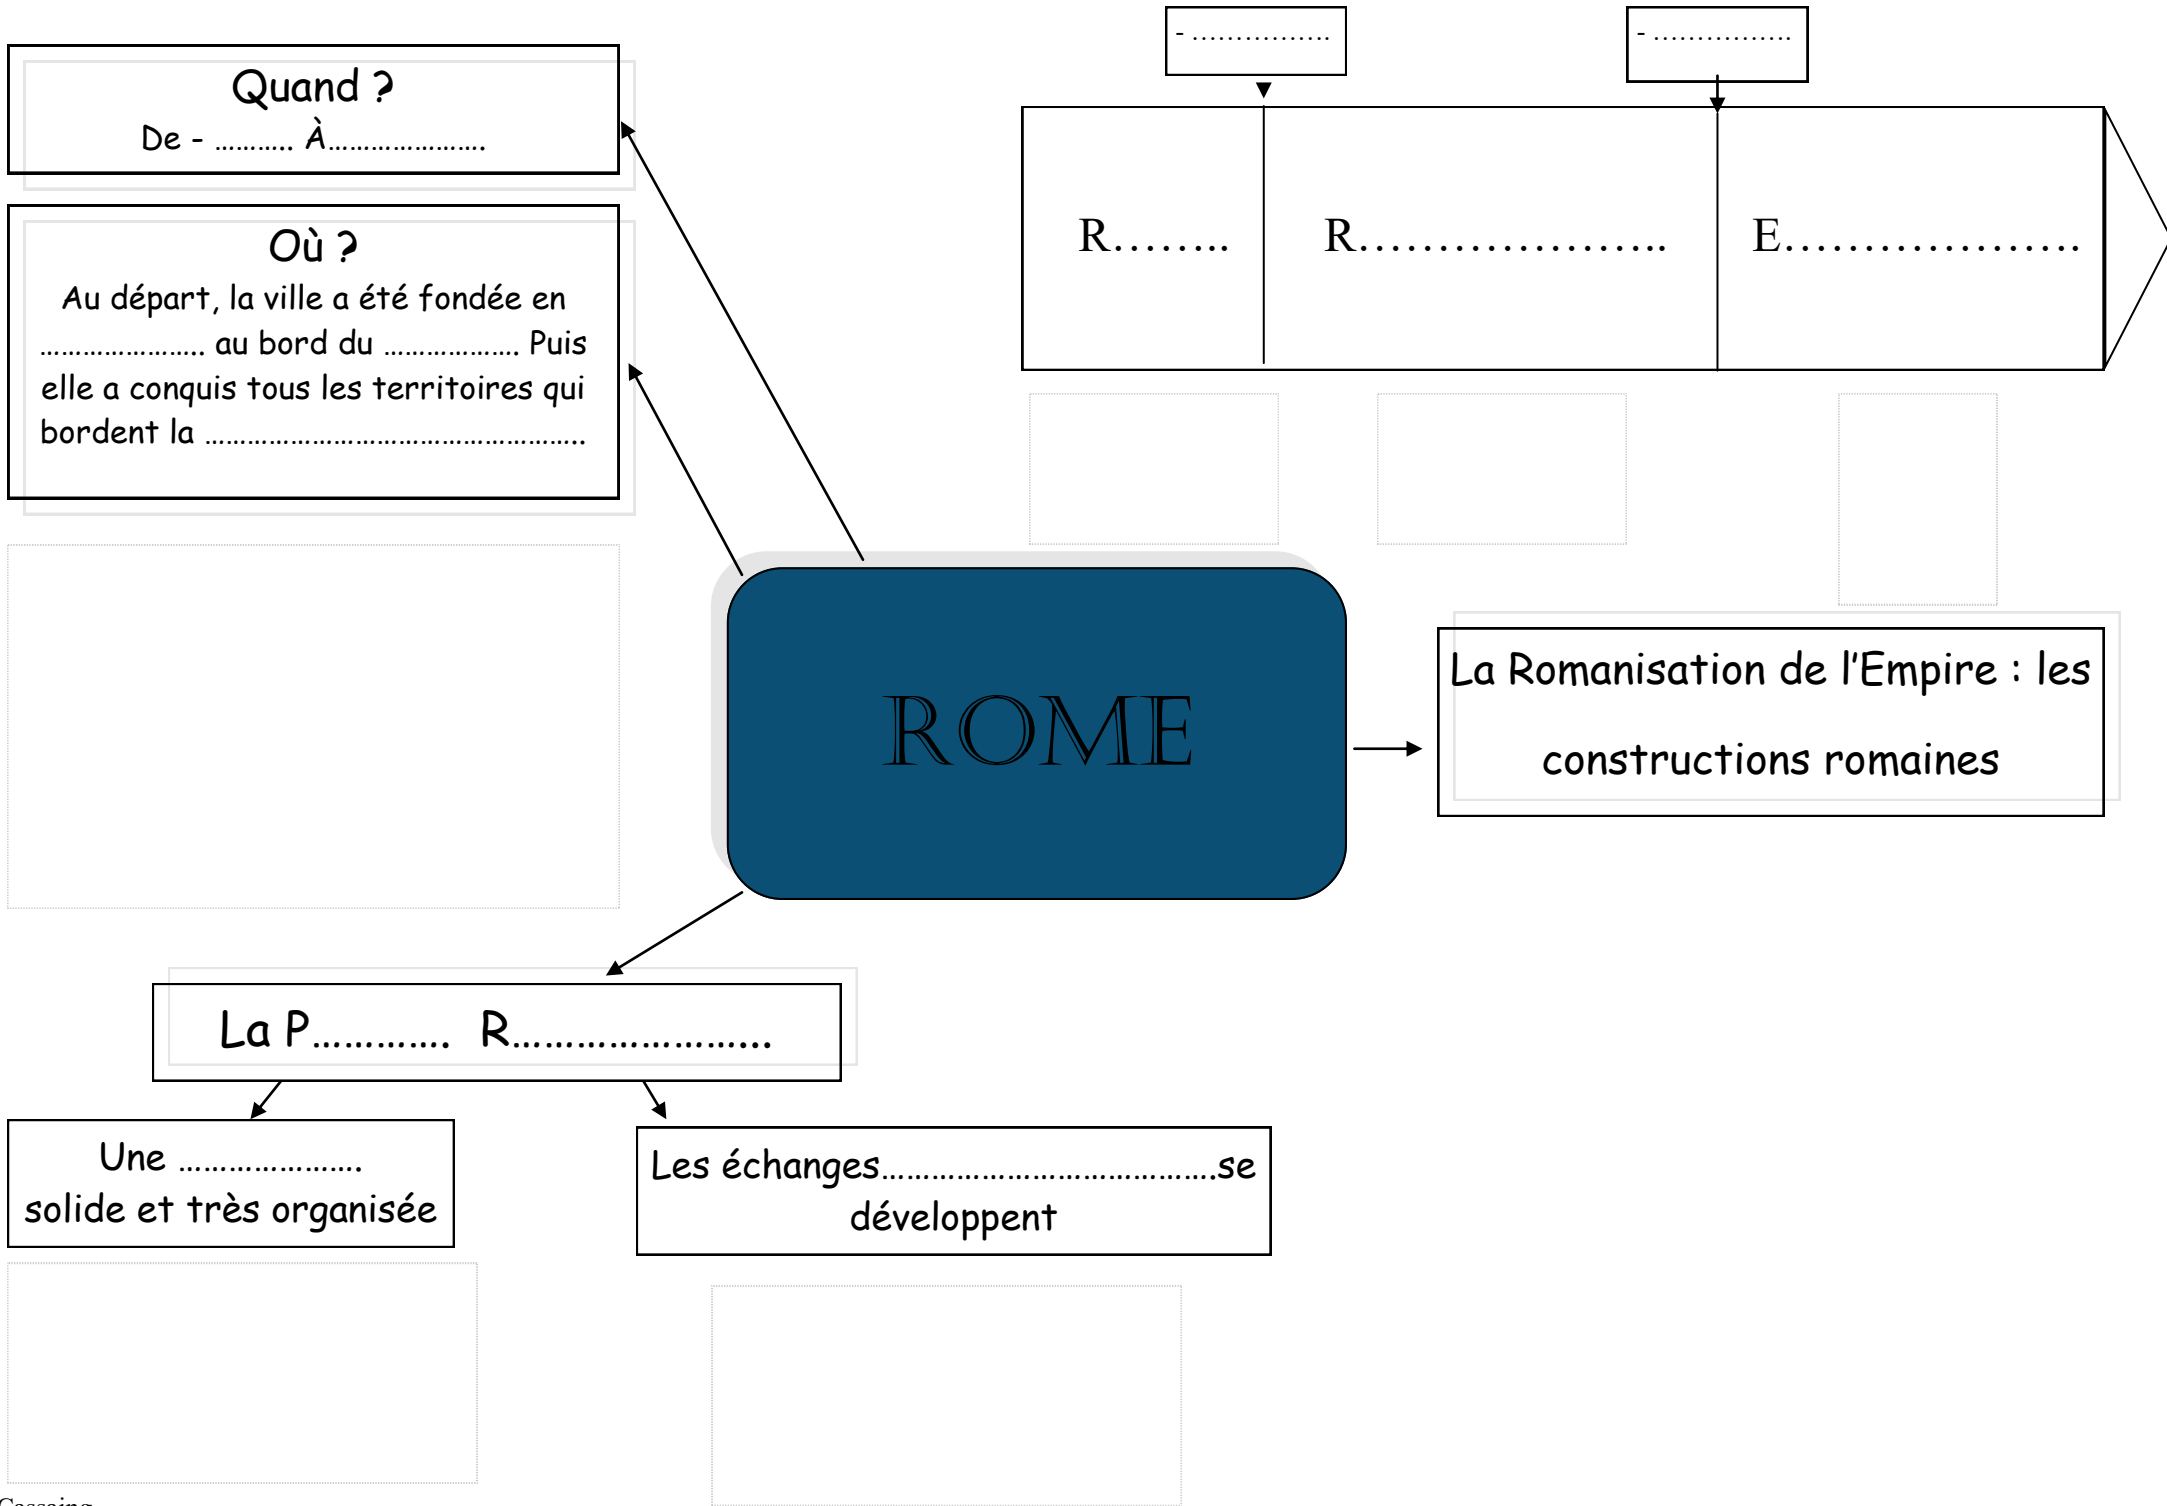 Quand ?
De - ……….. À………………….
Où ?
Au départ, la ville a été fondée en
………………….. au bord du ………………. Puis
elle a conquis tous les territoires qui
bordent la ……………………………………………..
- …………….
- …………….
R……..
R………………..
E……………….
ROME
La Romanisation de l’Empire : les
constructions romaines
La P…………. R……………………..
Une ………………….
solide et très organisée
Les échanges………………………………….se
développent